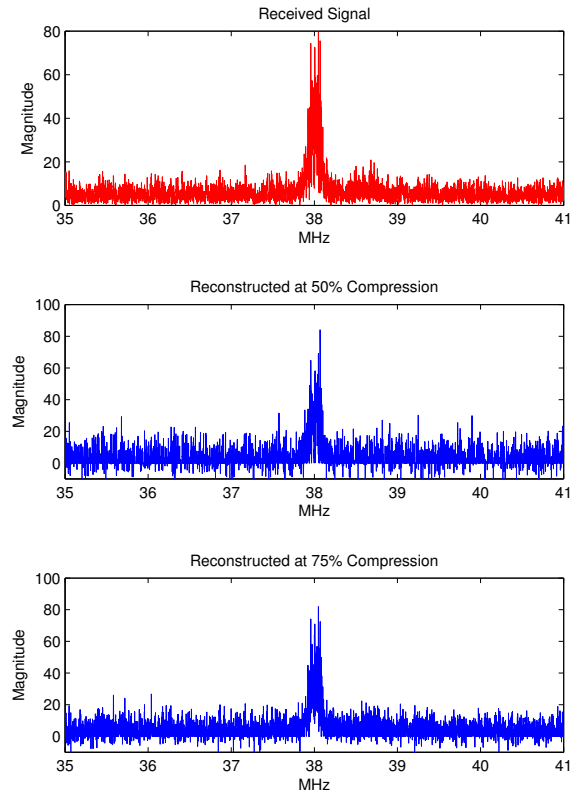 Received Signal
80
60
40
20
0
Magnitude
35 36 37 38 39 40 41
MHz
Reconstructed at 50% Compression
100
80
60
40
20
0
Magnitude
35 36 37 38 39 40 41
MHz
Reconstructed at 75% Compression
100
80
60
40
20
0
Magnitude
35 36 37 38 39 40 41
MHz